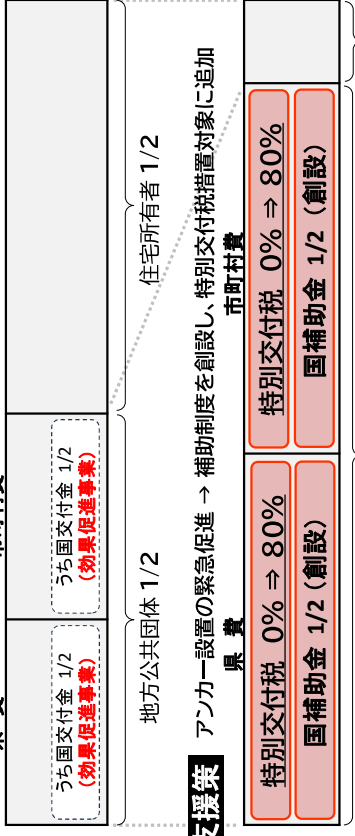 うち国交付金 1/2
（効果促進事業）
うち国交付金 1/2
（効果促進事業）
地方公共団体 1/2
住宅所有者 1/2
支援策
アンカー設置の緊急促進 → 補助制度を創設し、特別交付税措置対象に追加
県 費
市町村費
特別交付税 0% ⇒ 80%
国補助金 1/2（創設）
特別交付税 0% ⇒ 80%
国補助金 1/2（創設）